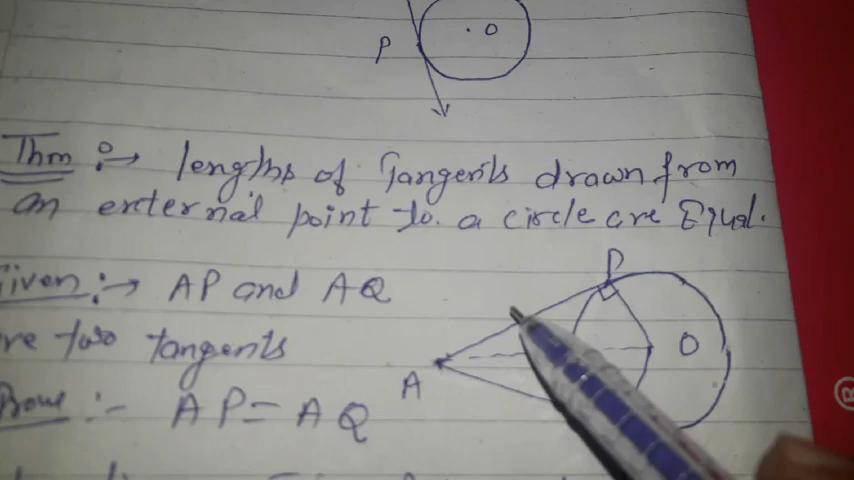 P
O
Thm :→ lengths of Tangents drawn from
an external point to a circle are Equal.
Given :→ AP and AQ
P
are two tangents
O
A
Prove :- AP = AQ
®